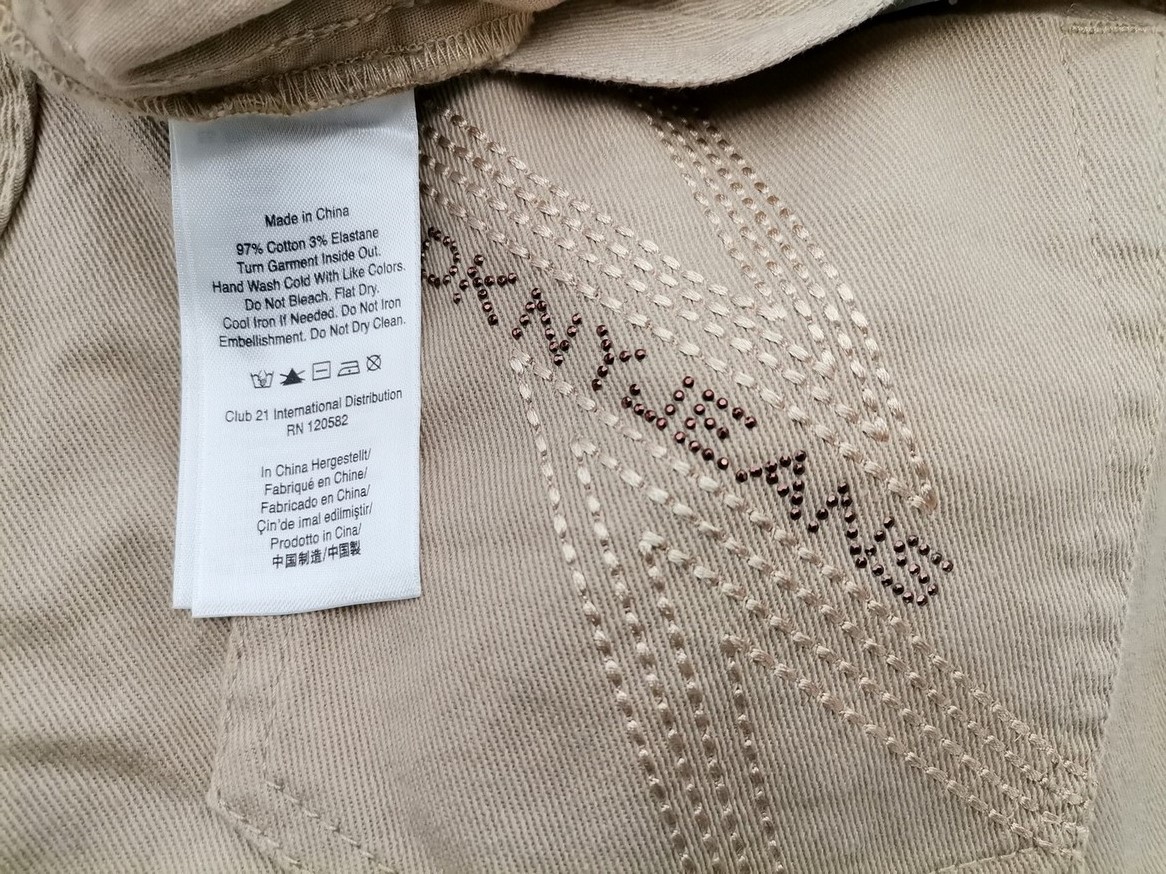 Made in China
97% Cotton 3% Elastane
Turn Garment Inside Out.
Hand Wash Cold With Like Colors.
Do Not Bleach. Flat Dry.
Cool Iron If Needed. Do Not Iron
Embellishment. Do Not Dry Clean.
Club 21 International Distribution
RN 120582
In China Hergestellt/
Fabriqué en Chine/
Fabricado en China/
Çin'de imal edilmiştir/
Prodotto in Cina/
中国制造/中国製
DKNY JEANS